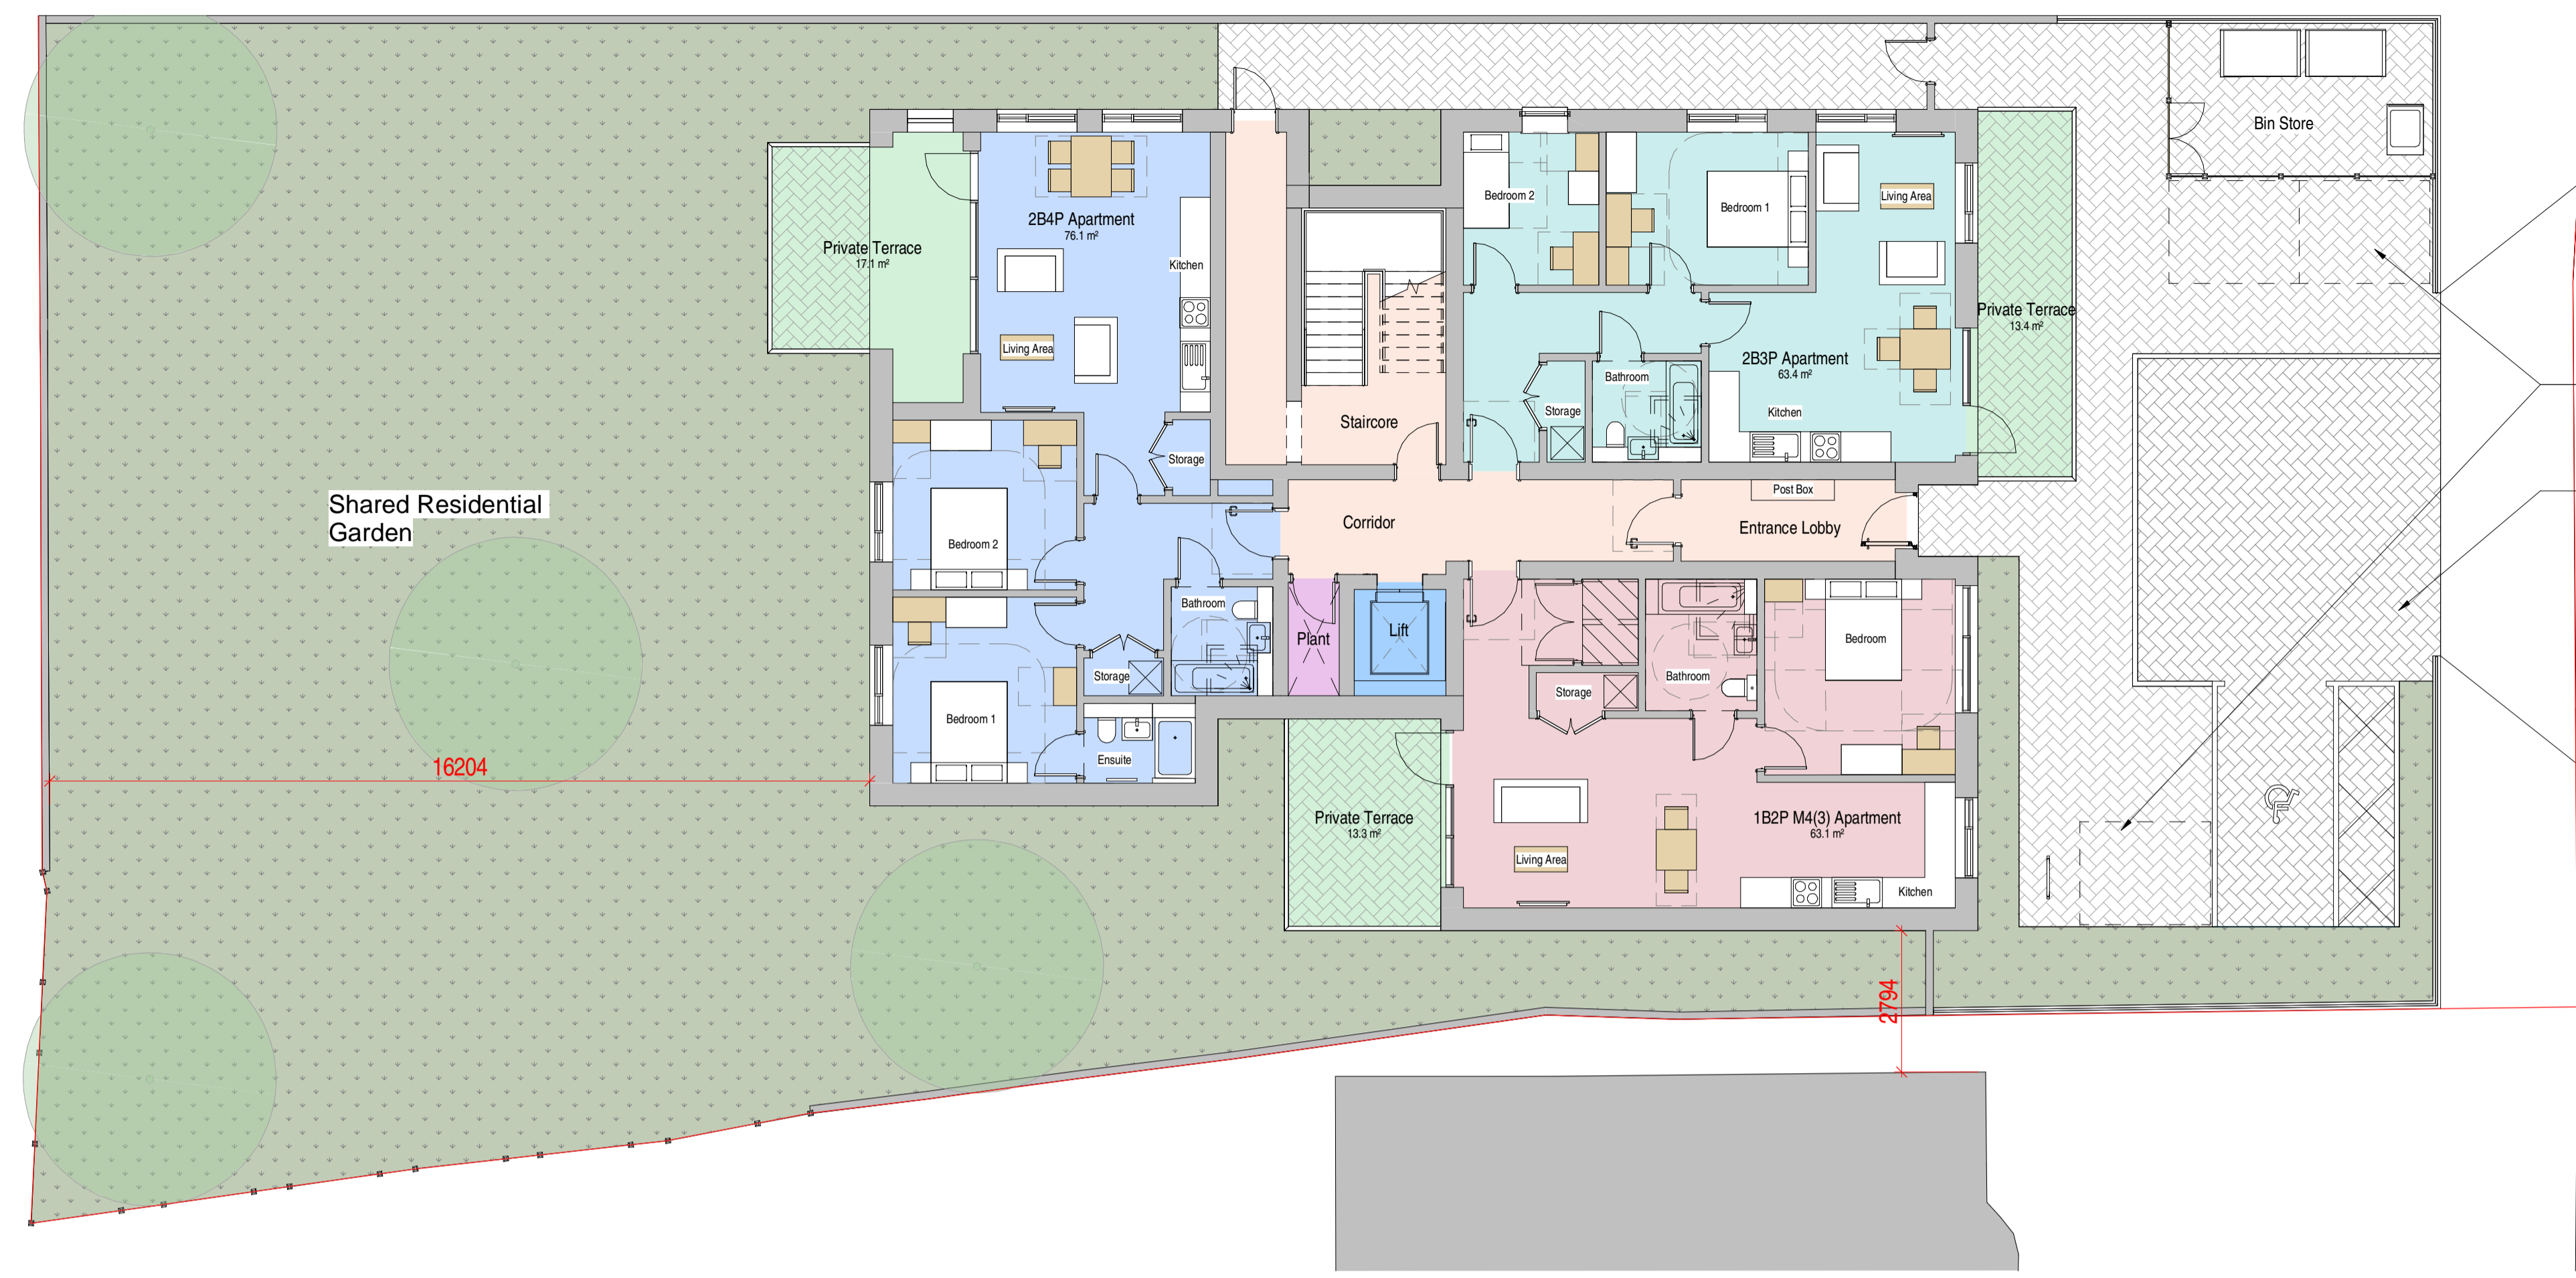 Bin Store
Bedroom 2
Bedroom 1
Living Area
2B4P Apartment
76.1 m²
Private Terrace
17.1 m²
Kitchen
Private Terrace
13.4 m²
Living Area
2B3P Apartment
63.4 m²
Bathroom
Storage
Kitchen
Staircore
Storage
Post Box
Shared Residential
Garden
Corridor
Entrance Lobby
Bedroom 2
Bathroom
Plant
Lift
Bedroom
Storage
Bathroom
Storage
Bedroom 1
Ensuite
16204
Private Terrace
13.3 m²
1B2P M4(3) Apartment
63.1 m²
Living Area
Kitchen
2794